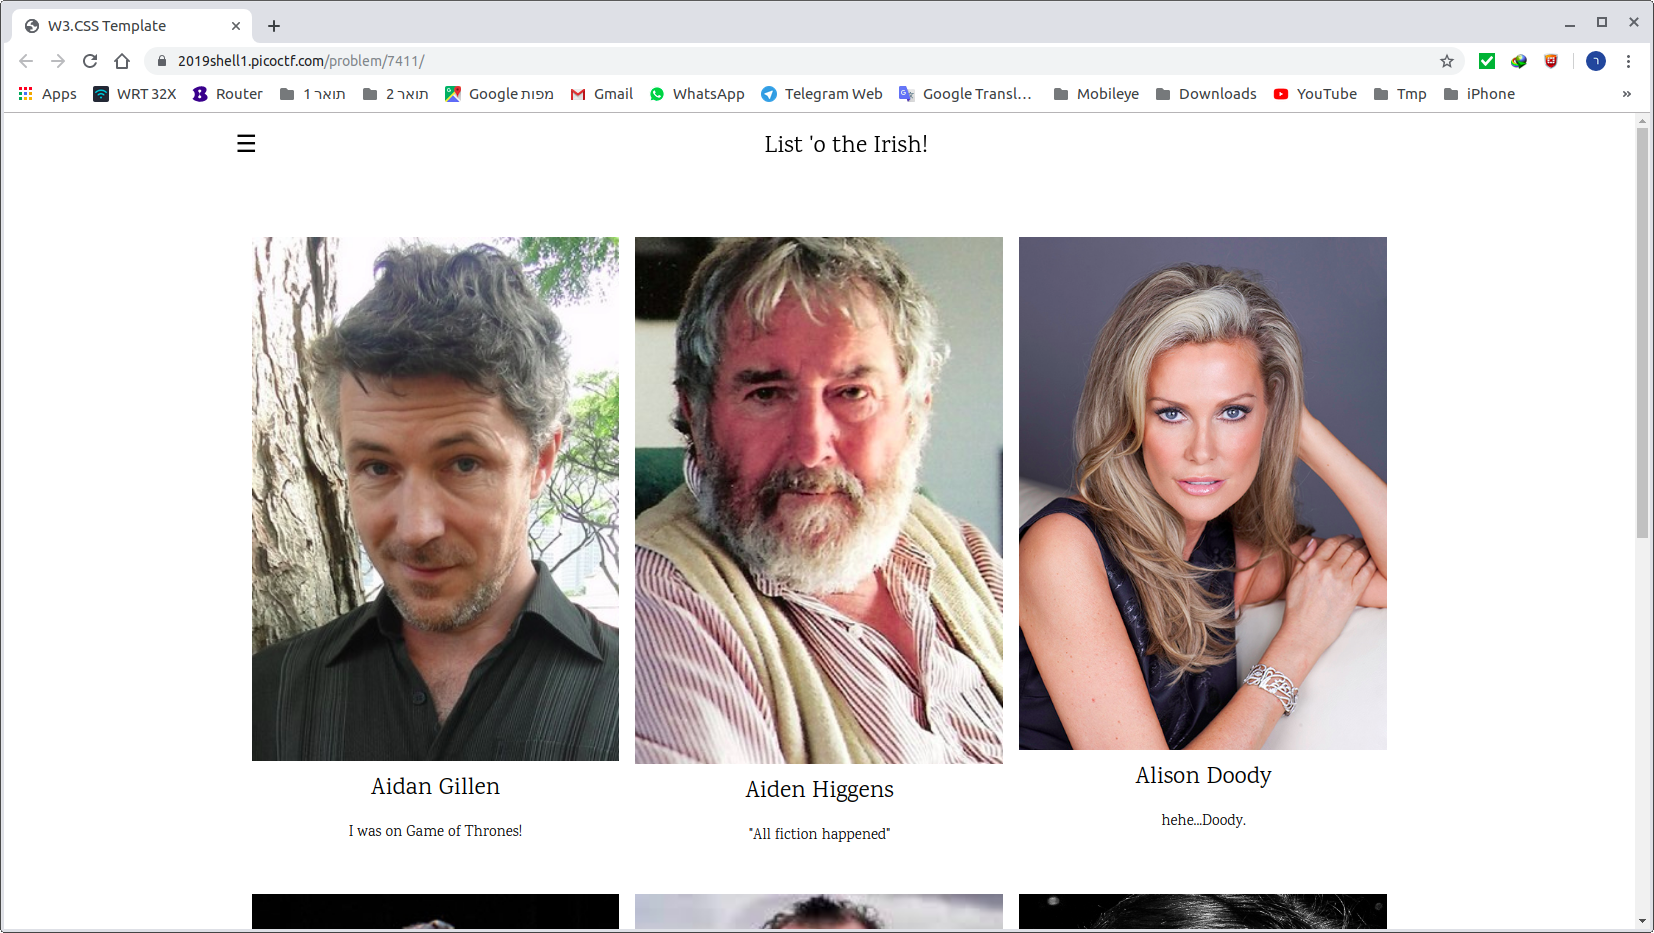 W3.CSS Template
2019shell1.picoctf.com/problem/7411/
Apps WRT 32X Router תואר 1 תואר 2 Google מפות Gmail WhatsApp Telegram Web Google Transl... Mobileye Downloads YouTube Tmp iPhone »
List 'o the Irish!
Aidan Gillen
I was on Game of Thrones!
Aiden Higgens
"All fiction happened"
Alison Doody
hehe...Doody.